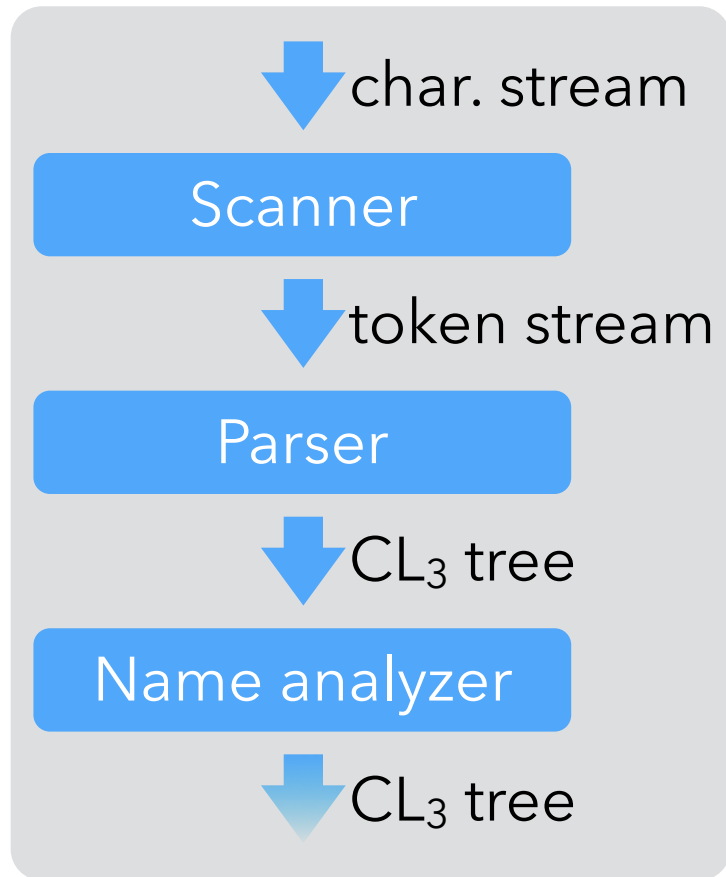 char. stream
Scanner
token stream
Parser
CL₃ tree
Name analyzer
CL₃ tree